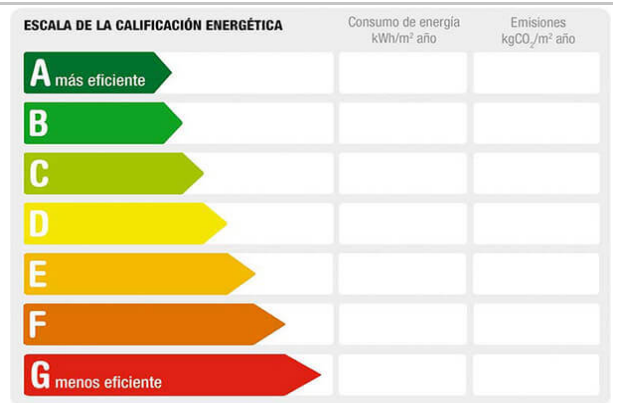 ESCALA DE LA CALIFICACIÓN ENERGÉTICA
Consumo de energía
kWh/m² año
Emisiones
kgCO₂/m² año
A más eficiente
B
C
D
E
F
G menos eficiente